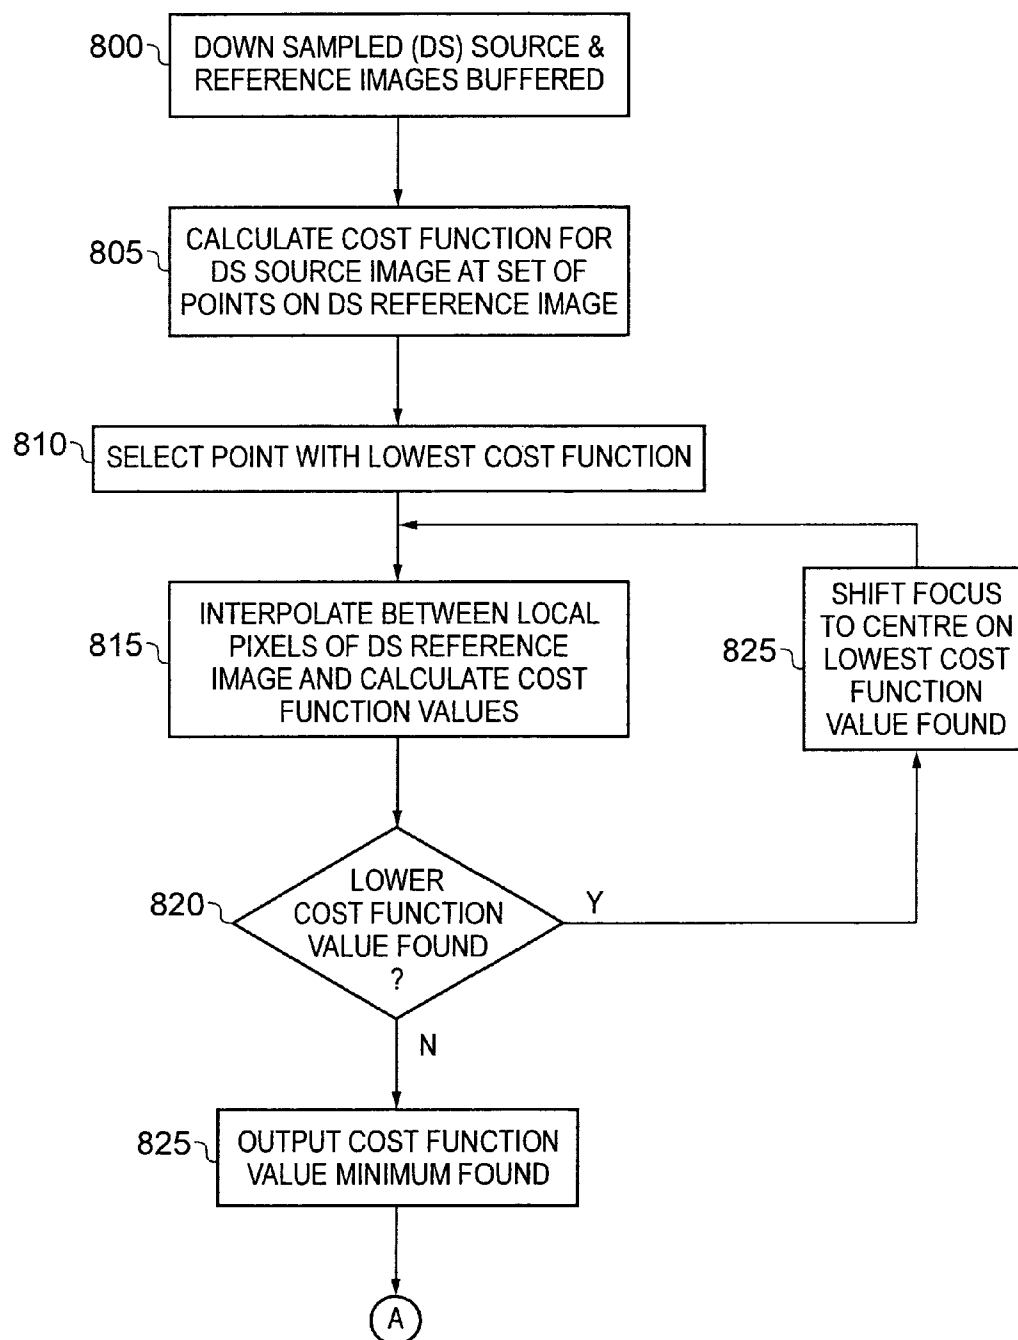 800
DOWN SAMPLED (DS) SOURCE &
REFERENCE IMAGES BUFFERED
805
CALCULATE COST FUNCTION FOR
DS SOURCE IMAGE AT SET OF
POINTS ON DS REFERENCE IMAGE
810
SELECT POINT WITH LOWEST COST FUNCTION
815
INTERPOLATE BETWEEN LOCAL
PIXELS OF DS REFERENCE
IMAGE AND CALCULATE COST
FUNCTION VALUES
825
SHIFT FOCUS
TO CENTRE ON
LOWEST COST
FUNCTION
VALUE FOUND
820
LOWER
COST FUNCTION
VALUE FOUND
?
Y
N
825
OUTPUT COST FUNCTION
VALUE MINIMUM FOUND
A